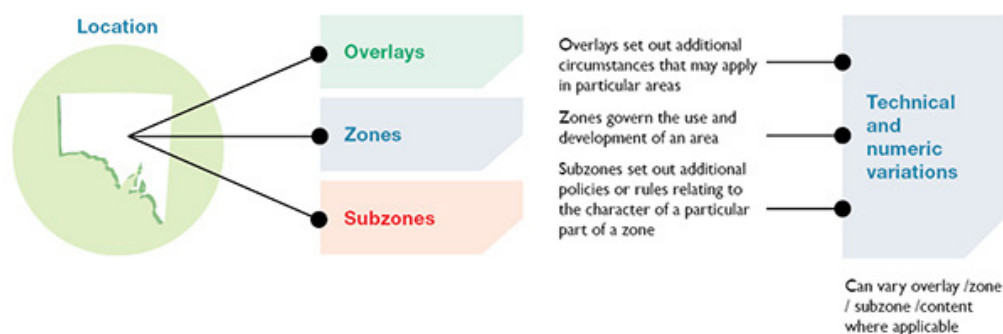 Location
Overlays
Zones
Subzones
Overlays set out additional
circumstances that may apply
in particular areas
Zones govern the use and
development of an area
Subzones set out additional
policies or rules relating to
the character of a particular
part of a zone
Technical
and
numeric
variations
Can vary overlay /zone
/ subzone /content
where applicable